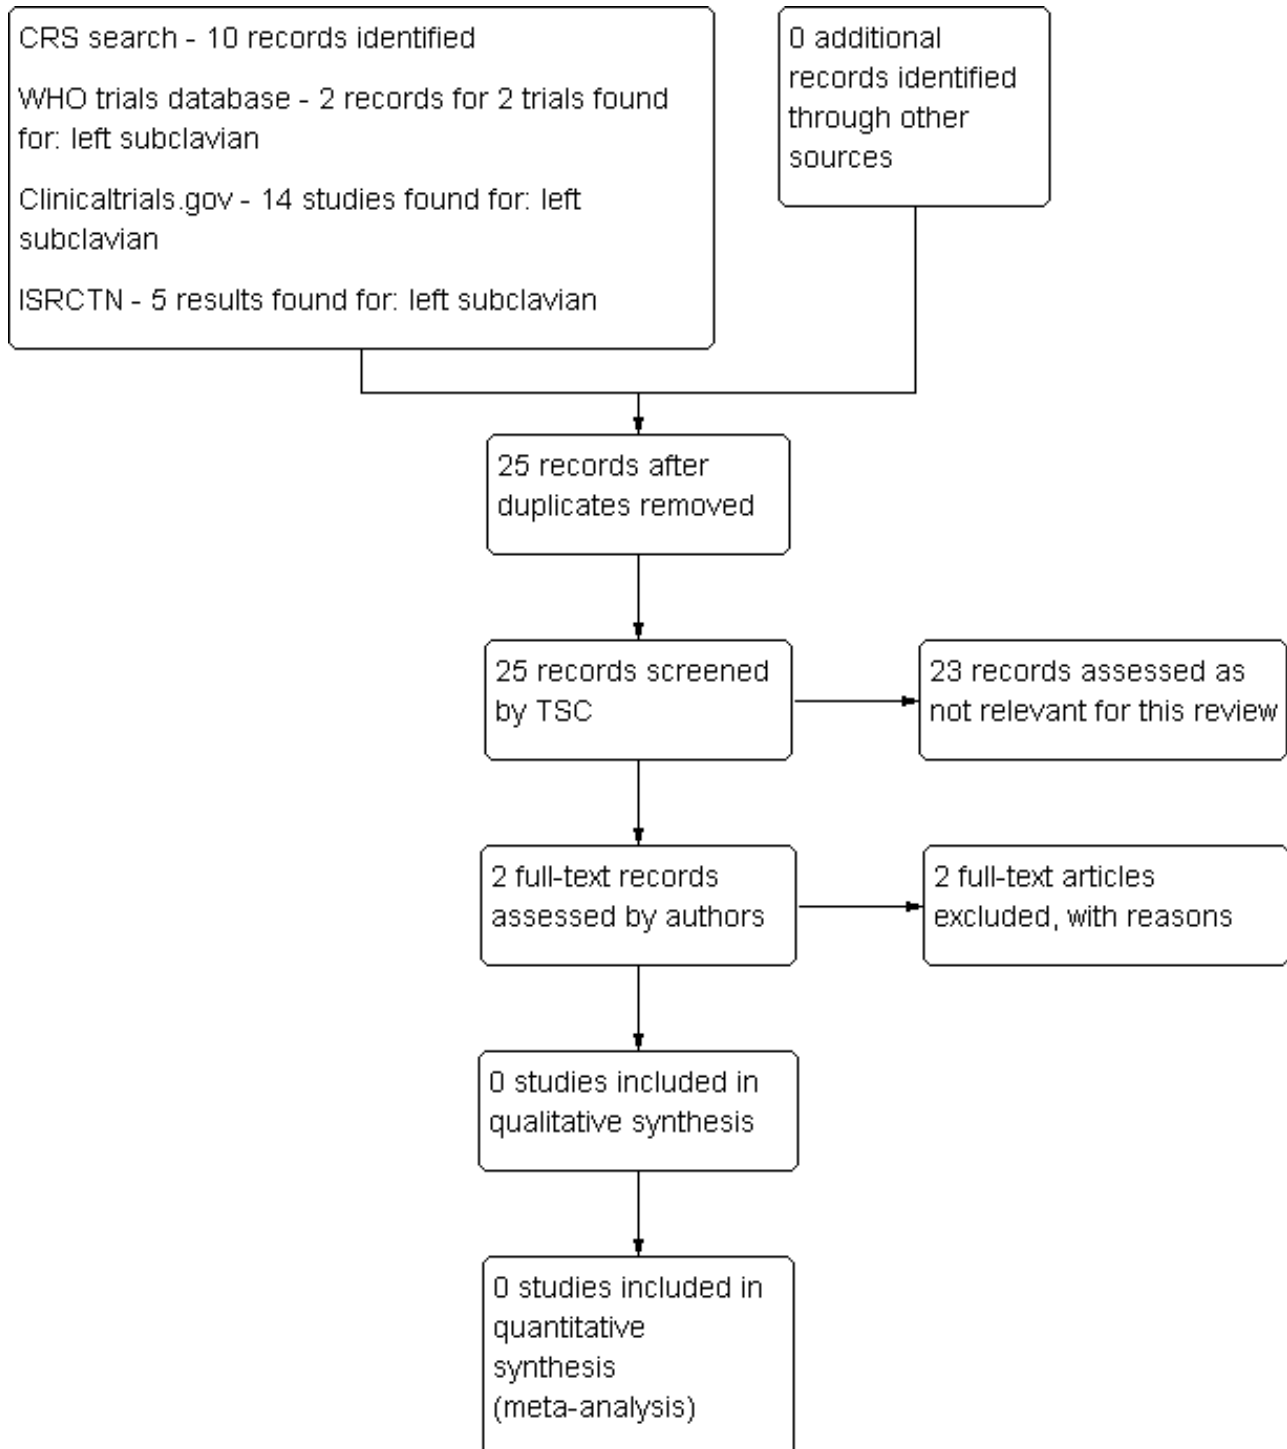 CRS search - 10 records identified
WHO trials database - 2 records for 2 trials found
for: left subclavian
Clinicaltrials.gov - 14 studies found for: left
subclavian
ISRCTN - 5 results found for: left subclavian
0 additional
records identified
through other
sources
25 records after
duplicates removed
25 records screened
by TSC
23 records assessed as
not relevant for this review
2 full-text records
assessed by authors
2 full-text articles
excluded, with reasons
0 studies included in
qualitative synthesis
0 studies included in
quantitative
synthesis
(meta-analysis)